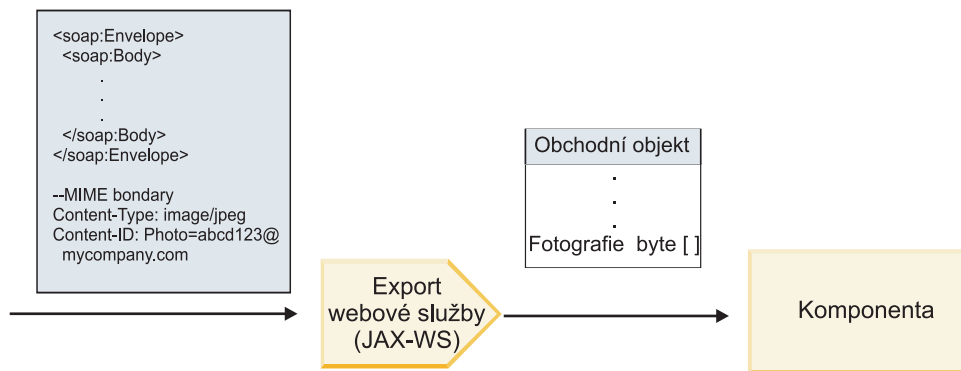 <soap:Envelope>
<soap:Body>
.
.
.
</soap:Body>
</soap:Envelope>
--MIME bondary
Content-Type: image/jpeg
Content-ID: Photo=abcd123@
mycompany.com
Export
webové služby
(JAX-WS)
Obchodní objekt
.
.
.
Fotografie byte [ ]
Komponenta